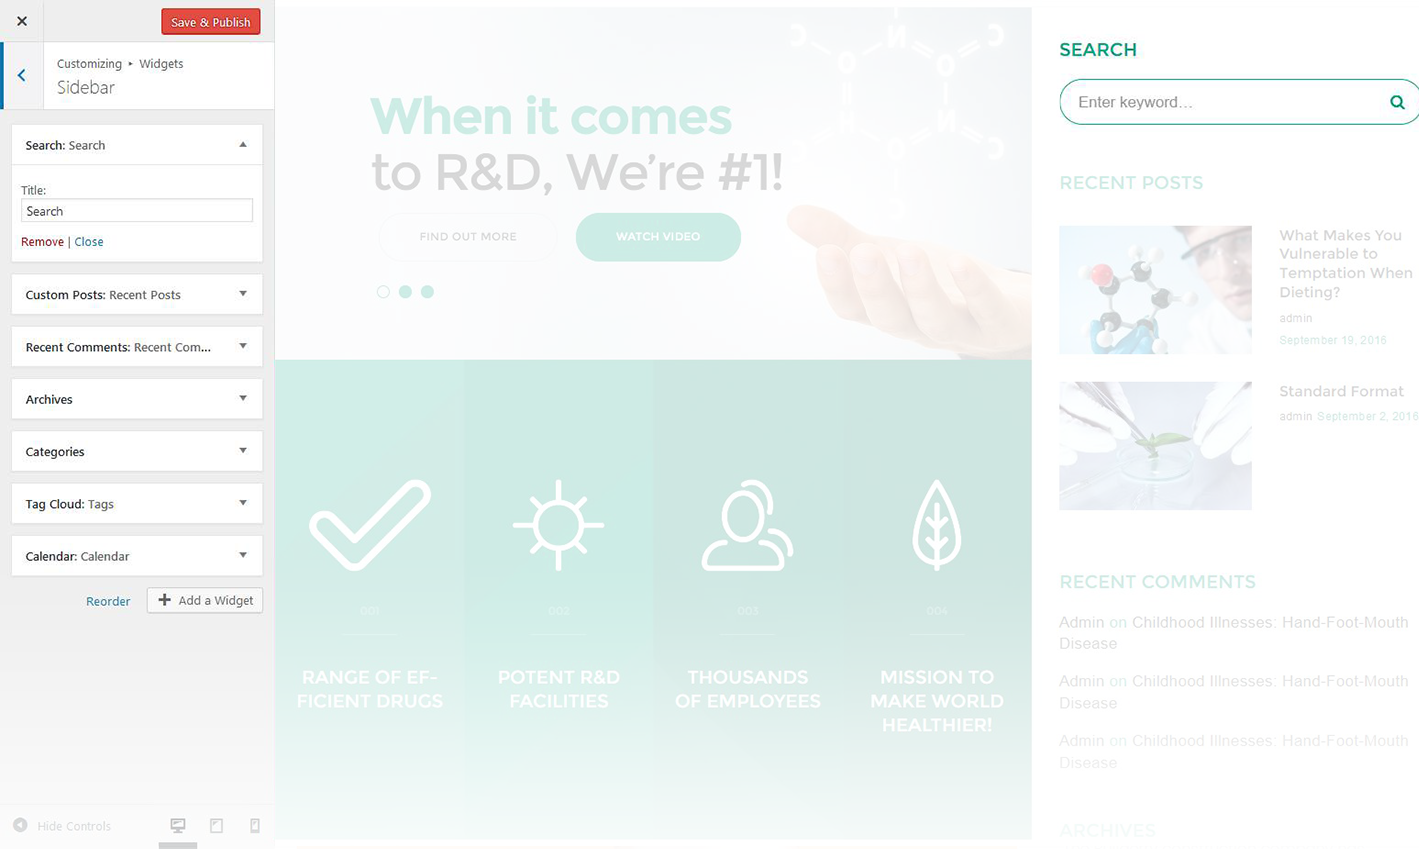 Save & Publish
Customizing ▸ Widgets
Sidebar
Search: Search
Title:
Search
Remove | Close
Custom Posts: Recent Posts
Recent Comments: Recent Com...
Archives
Categories
Tag Cloud: Tags
Calendar: Calendar
Reorder
Add a Widget
Hide Controls
When it comes
to R&D, We're #1!
FIND OUT MORE
WATCH VIDEO
001
RANGE OF EF-
FICIENT DRUGS
002
POTENT R&D
FACILITIES
003
THOUSANDS
OF EMPLOYEES
004
MISSION TO
MAKE WORLD
HEALTHIER!
SEARCH
Enter keyword...
RECENT POSTS
What Makes You
Vulnerable to
Temptation When
Dieting?
admin
September 19, 2016
Standard Format
admin September 2, 2016
RECENT COMMENTS
Admin on Childhood Illnesses: Hand-Foot-Mouth
Disease
Admin on Childhood Illnesses: Hand-Foot-Mouth
Disease
Admin on Childhood Illnesses: Hand-Foot-Mouth
Disease
ARCHIVES